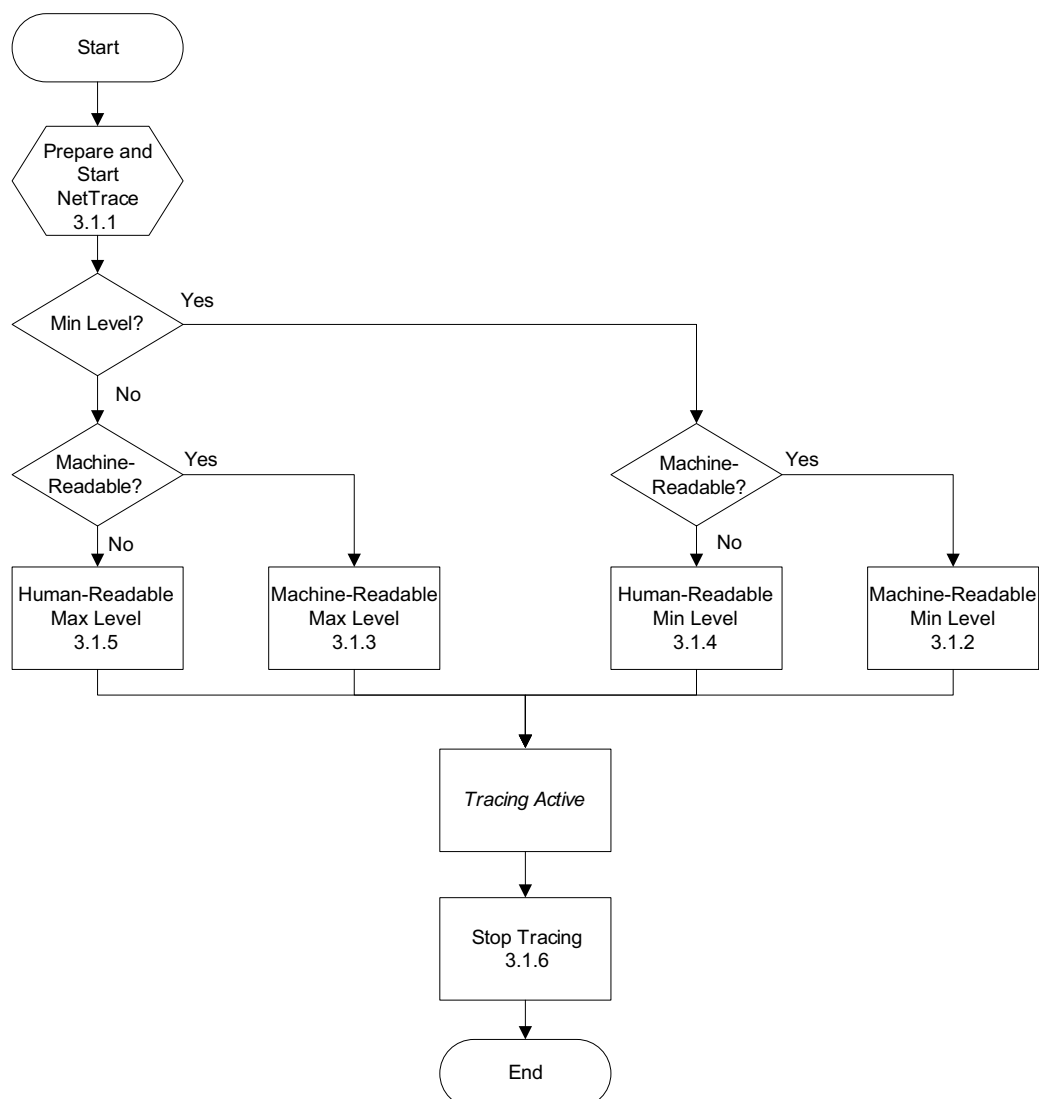 Start
Prepare and
Start
NetTrace
3.1.1
Min Level?
Yes
No
Machine-
Readable?
Yes
No
Machine-
Readable?
Yes
No
Human-Readable
Max Level
3.1.5
Machine-Readable
Max Level
3.1.3
Human-Readable
Min Level
3.1.4
Machine-Readable
Min Level
3.1.2
Tracing Active
Stop Tracing
3.1.6
End